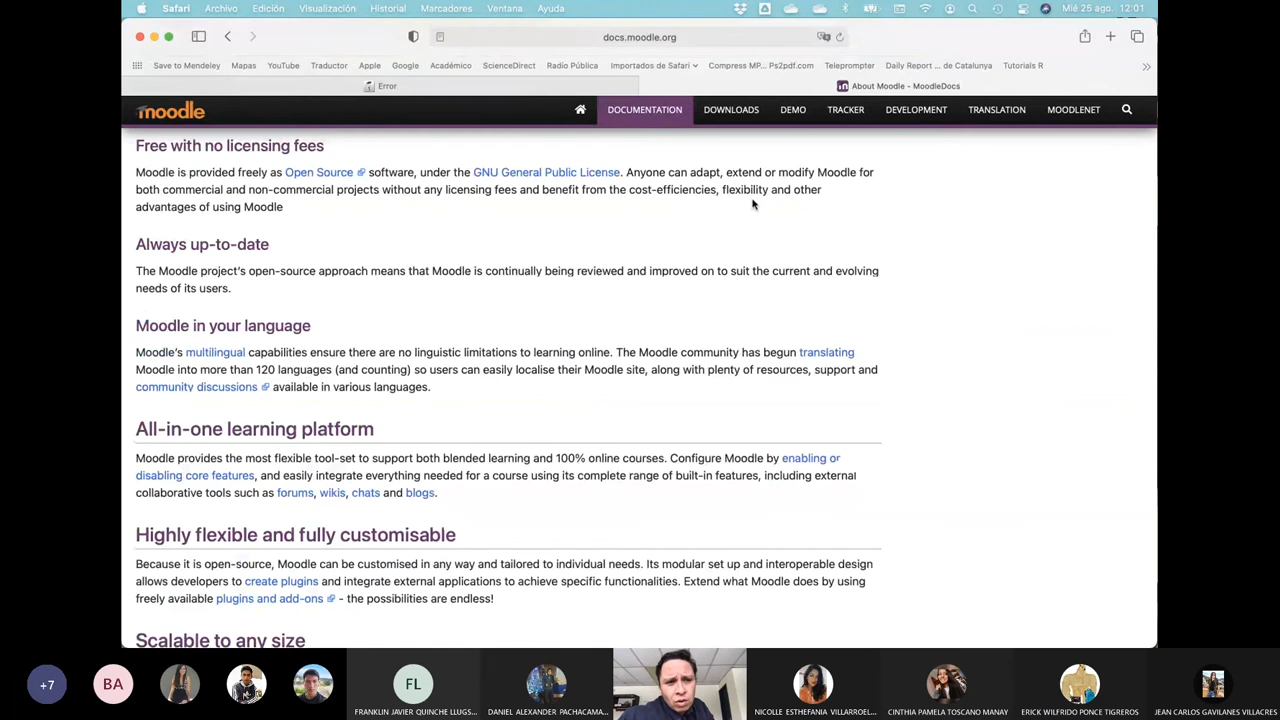 Safari Archivo Edición Visualización Historial Marcadores Ventana Ayuda Mié 25 ago. 12:01
docs.moodle.org
Save to Mendeley Mapas YouTube Traductor Apple Google Académico ScienceDirect Radio Pública Importados de Safari Compress MP... Ps2pdf.com Teleprompter Daily Report ... de Catalunya Tutorials R
Error About Moodle - MoodleDocs
moodle DOCUMENTATION DOWNLOADS DEMO TRACKER DEVELOPMENT TRANSLATION MOODLENET
Free with no licensing fees
Moodle is provided freely as Open Source software, under the GNU General Public License. Anyone can adapt, extend or modify Moodle for
both commercial and non-commercial projects without any licensing fees and benefit from the cost-efficiencies, flexibility and other
advantages of using Moodle
Always up-to-date
The Moodle project's open-source approach means that Moodle is continually being reviewed and improved on to suit the current and evolving
needs of its users.
Moodle in your language
Moodle's multilingual capabilities ensure there are no linguistic limitations to learning online. The Moodle community has begun translating
Moodle into more than 120 languages (and counting) so users can easily localise their Moodle site, along with plenty of resources, support and
community discussions available in various languages.
All-in-one learning platform
Moodle provides the most flexible tool-set to support both blended learning and 100% online courses. Configure Moodle by enabling or
disabling core features, and easily integrate everything needed for a course using its complete range of built-in features, including external
collaborative tools such as forums, wikis, chats and blogs.
Highly flexible and fully customisable
Because it is open-source, Moodle can be customised in any way and tailored to individual needs. Its modular set up and interoperable design
allows developers to create plugins and integrate external applications to achieve specific functionalities. Extend what Moodle does by using
freely available plugins and add-ons - the possibilities are endless!
Scalable to any size
+7 BA FL
FRANKLIN JAVIER QUINCHE LLUGS... DANIEL ALEXANDER PACHACAMA... NICOLLE ESTHEFANIA VILLARROEL... CINTHIA PAMELA TOSCANO MANAY ERICK WILFRIDO PONCE TIGREROS JEAN CARLOS GAVILANES VILLACRES